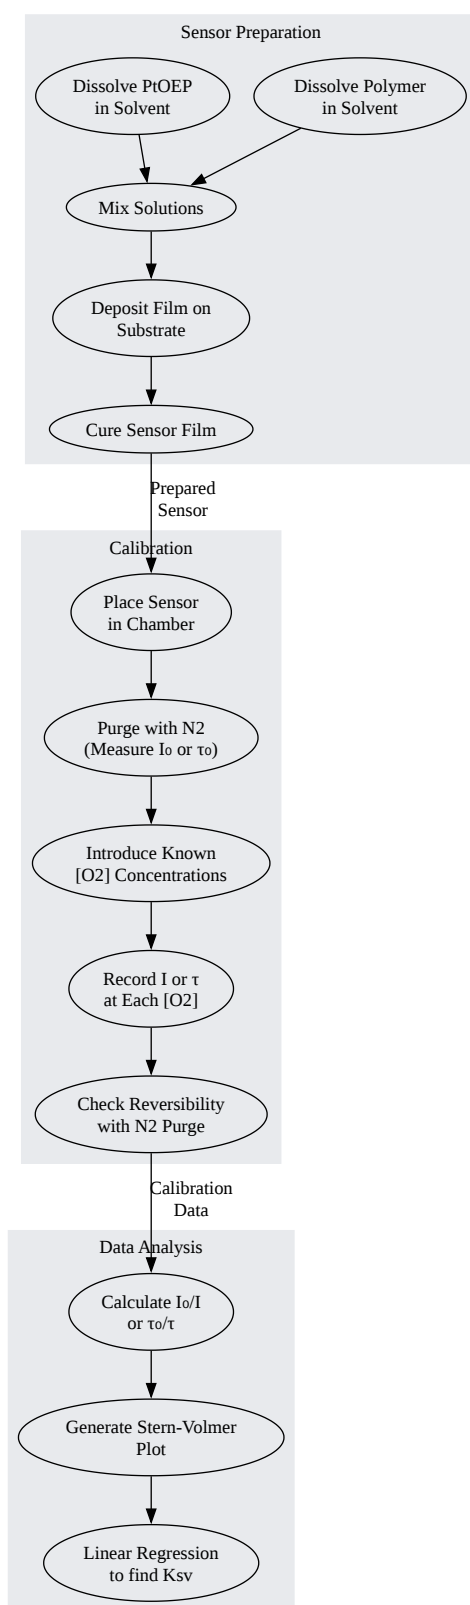 Sensor Preparation
Dissolve PtOEP
in Solvent
Dissolve Polymer
in Solvent
Mix Solutions
Deposit Film on
Substrate
Cure Sensor Film
Prepared
Sensor
Calibration
Place Sensor
in Chamber
Purge with N2
(Measure I₀ or τ₀)
Introduce Known
[O2] Concentrations
Record I or τ
at Each [O2]
Check Reversibility
with N2 Purge
Calibration
Data
Data Analysis
Calculate I₀/I
or τ₀/τ
Generate Stern-Volmer
Plot
Linear Regression
to find Ksv